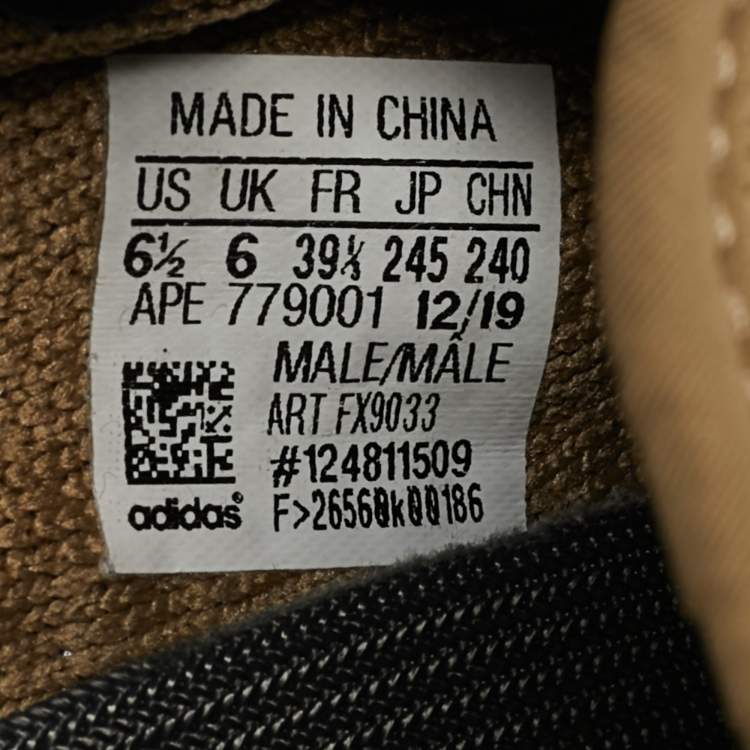 MADE IN CHINA
US UK FR JP CHN
6½ 6 39⅓ 245 240
APE 779001 12/19
MALE/MÂLE
ART FX9033
#124811509
adidas® F>26560k00186